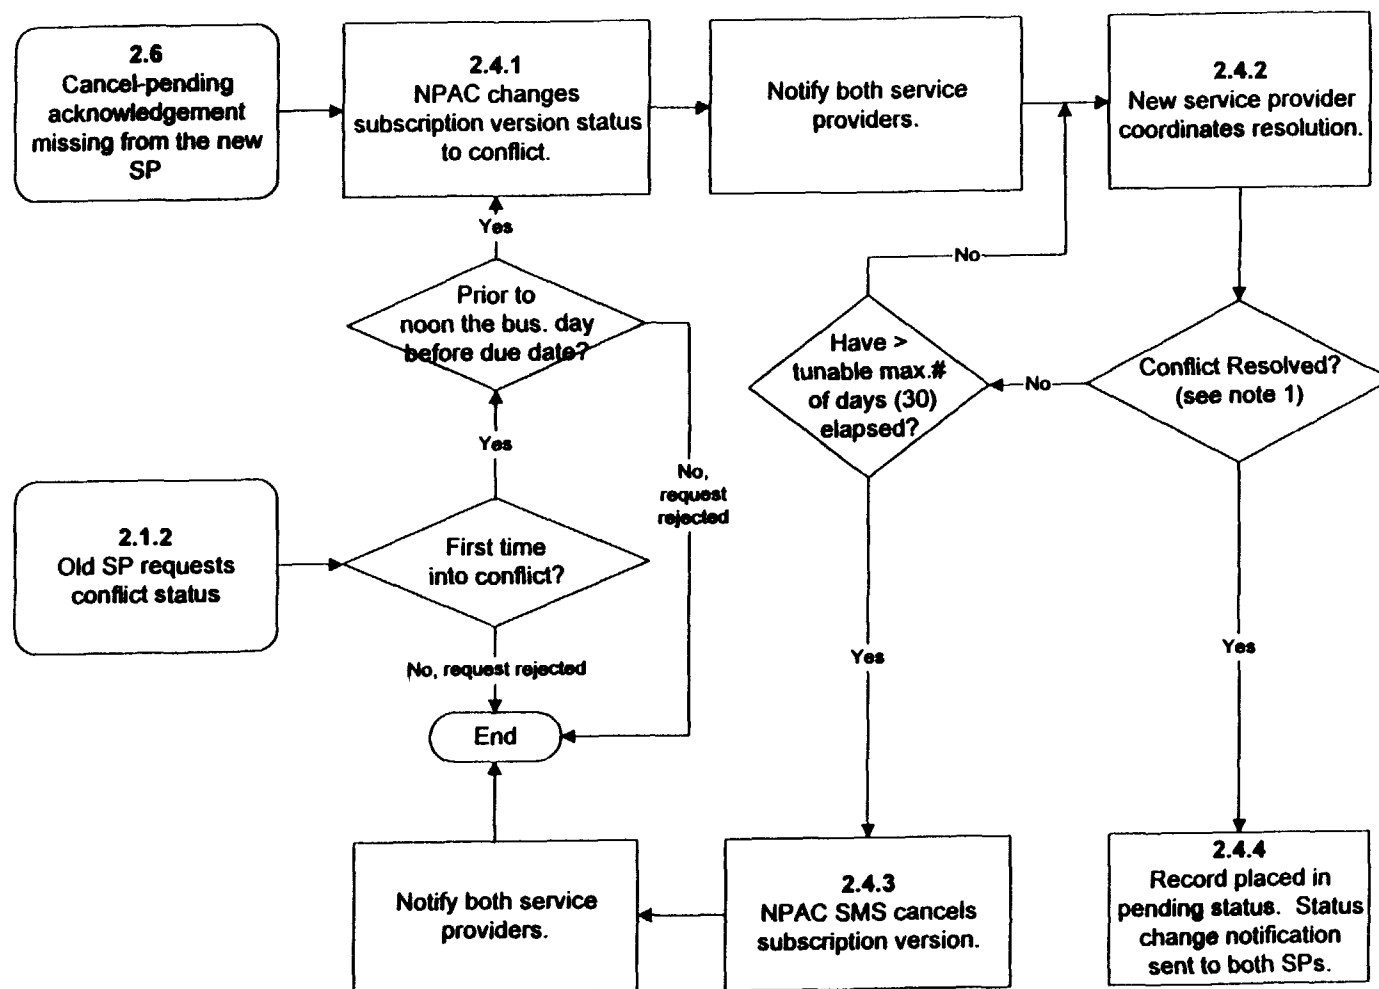 2.6
Cancel-pending
acknowledgement
missing from the new
SP
2.4.1
NPAC changes
subscription version status
to conflict.
Notify both service
providers.
2.4.2
New service provider
coordinates resolution.
Yes
No
Prior to
noon the bus. day
before due date?
Have >
tunable max.#
of days (30)
elapsed?
No
Conflict Resolved?
(see note 1)
Yes
No,
request
rejected
2.1.2
Old SP requests
conflict status
First time
into conflict?
Yes
Yes
No, request rejected
End
Notify both service
providers.
2.4.3
NPAC SMS cancels
subscription version.
2.4.4
Record placed in
pending status. Status
change notification
sent to both SPs.